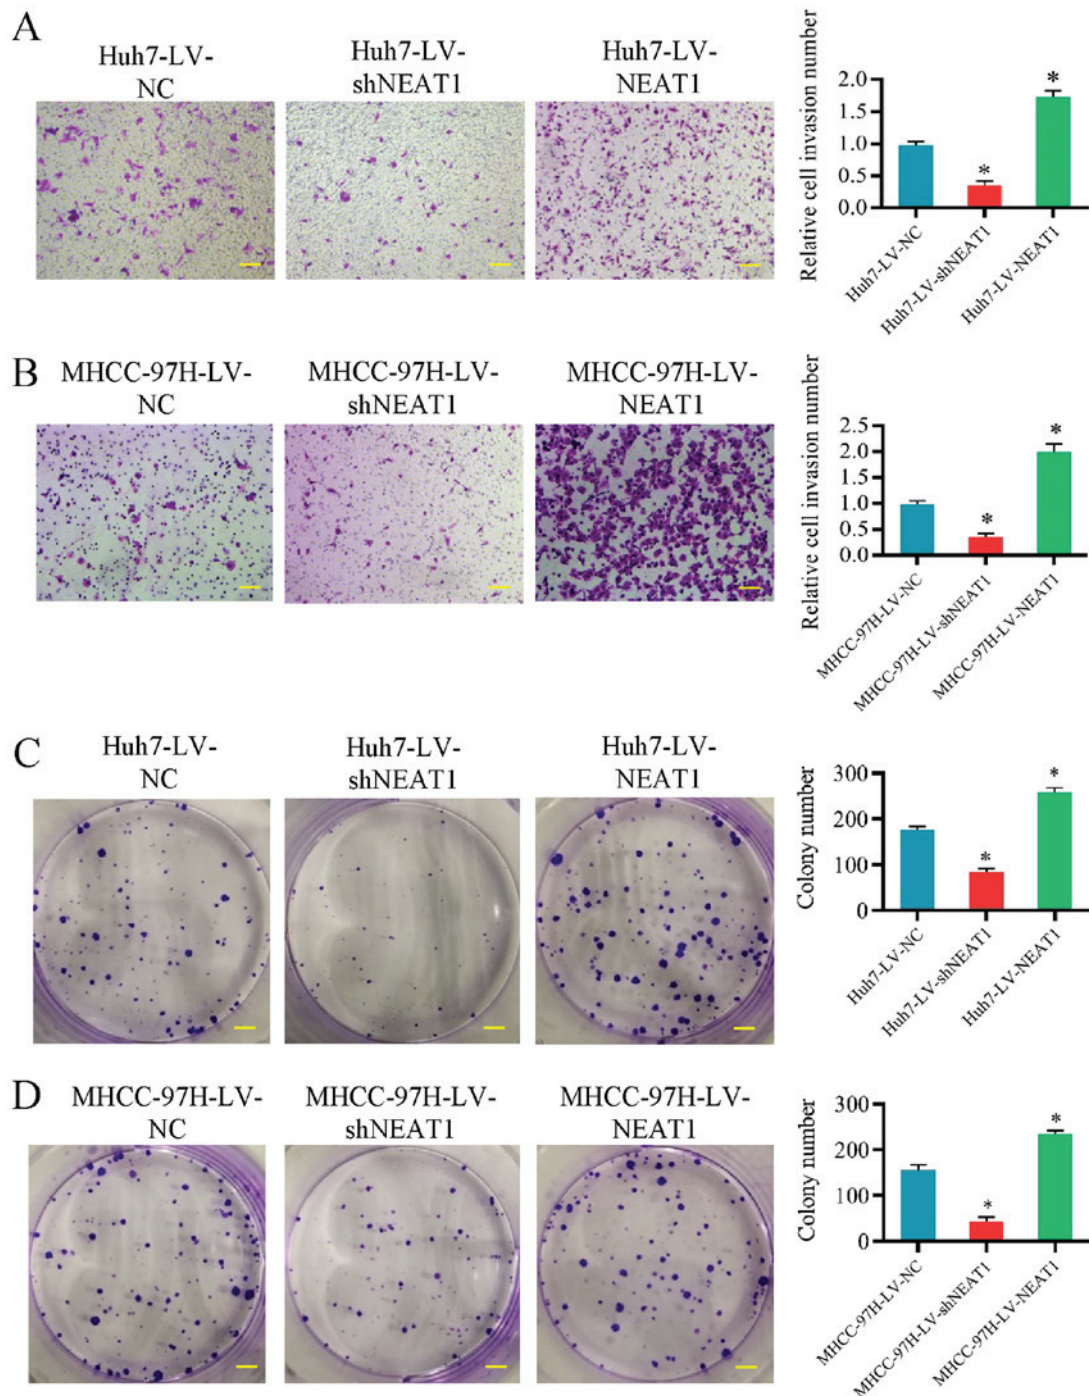 A
Huh7-LV-
NC
Huh7-LV-
shNEAT1
Huh7-LV-
NEAT1
Relative cell invasion number
2.0
1.5
1.0
0.5
0.0
*
*
Huh7-LV-NC
Huh7-LV-shNEAT1
Huh7-LV-NEAT1
B
MHCC-97H-LV-
NC
MHCC-97H-LV-
shNEAT1
MHCC-97H-LV-
NEAT1
Relative cell invasion number
2.5
2.0
1.5
1.0
0.5
0.0
*
*
MHCC-97H-LV-NC
MHCC-97H-LV-shNEAT1
MHCC-97H-LV-NEAT1
C
Huh7-LV-
NC
Huh7-LV-
shNEAT1
Huh7-LV-
NEAT1
Colony number
300
200
100
0
*
*
Huh7-LV-NC
Huh7-LV-shNEAT1
Huh7-LV-NEAT1
D
MHCC-97H-LV-
NC
MHCC-97H-LV-
shNEAT1
MHCC-97H-LV-
NEAT1
Colony number
300
200
100
0
*
*
MHCC-97H-LV-NC
MHCC-97H-LV-shNEAT1
MHCC-97H-LV-NEAT1